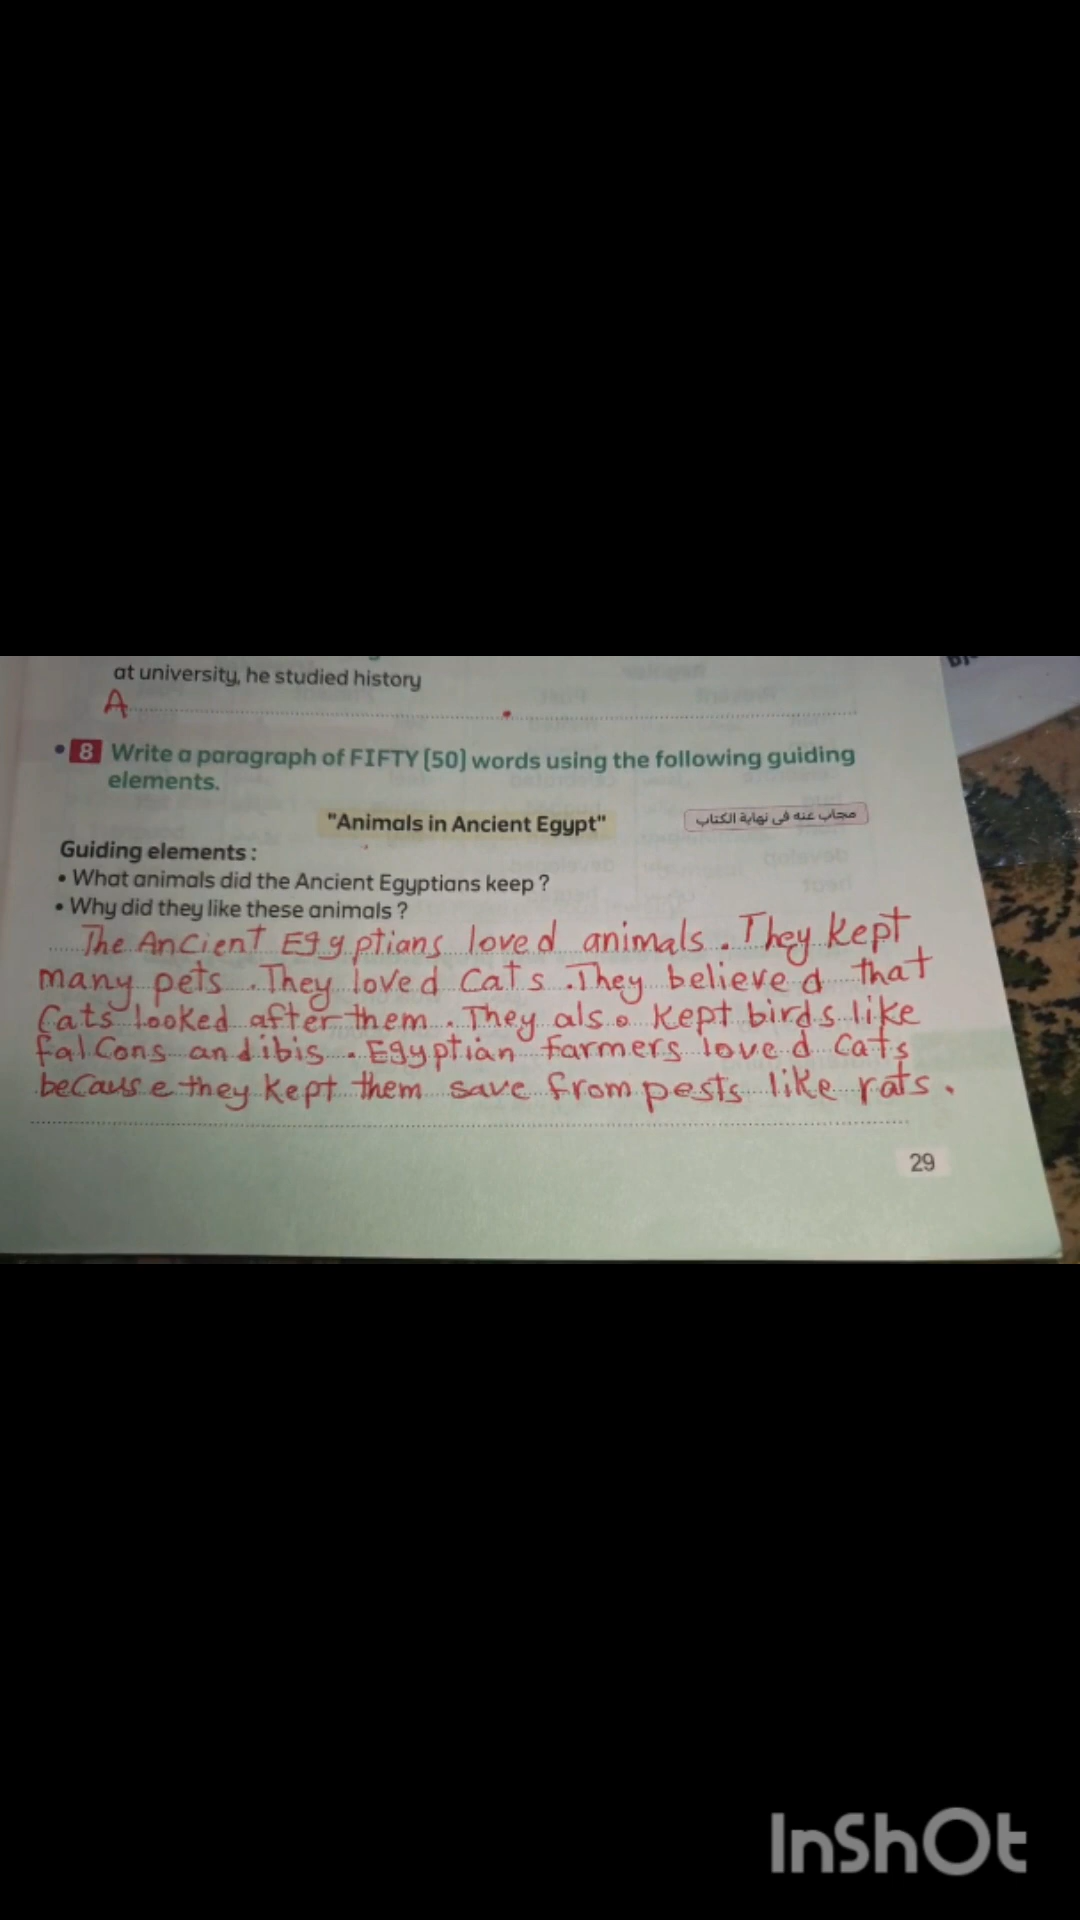 at university, he studied history
A
8 Write a paragraph of FIFTY (50) words using the following guiding
elements.
"Animals in Ancient Egypt"
مجاب عنه فى نهاية الكتاب
Guiding elements :
• What animals did the Ancient Egyptians keep ?
• Why did they like these animals ?
The Ancient Egyptians loved animals. They kept
many pets. They loved Cats. They believed that
Cats looked after them. They also kept birds like
falcons and ibis. Egyptian farmers loved cats
because they kept them save from pests like rats.
29
InShOt